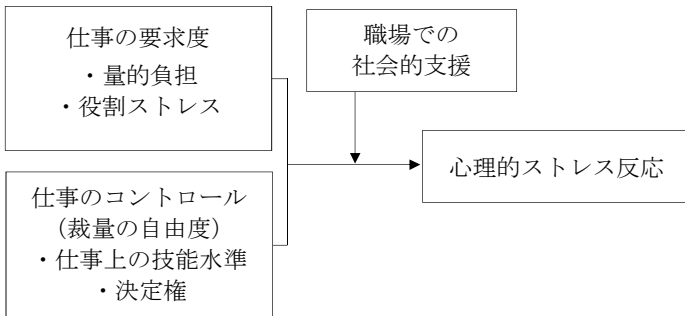 仕事の要求度
・量的負担
・役割ストレス
職場での
社会的支援
心理的ストレス反応
仕事のコントロール
（裁量の自由度）
・仕事上の技能水準
・決定権